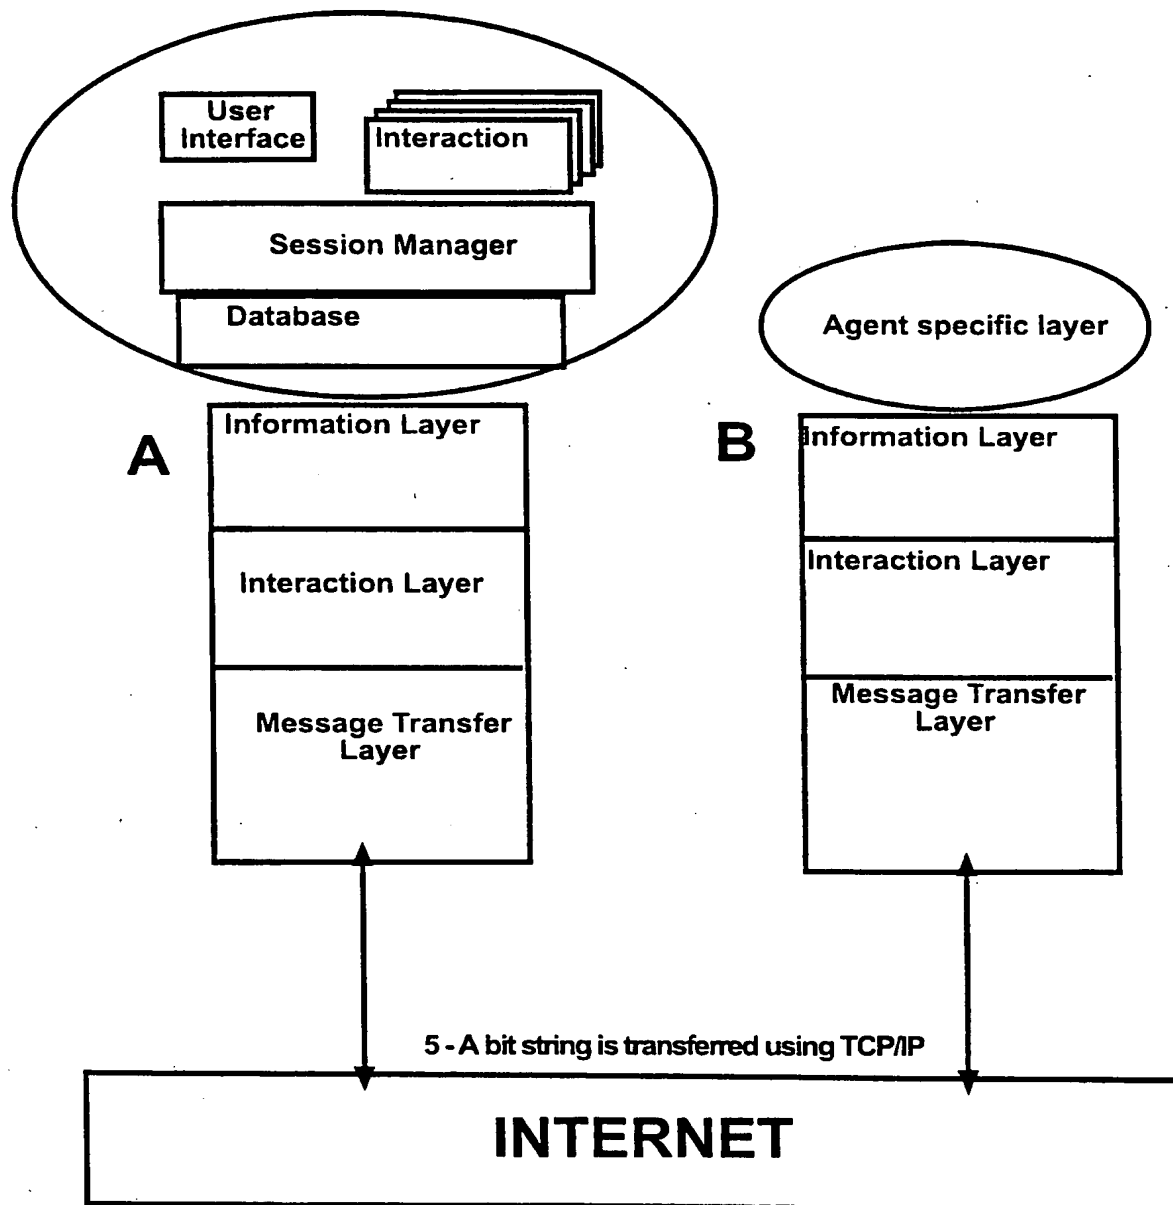 User
Interface
Interaction
Session Manager
Database
Agent specific layer
A
Information Layer
Interaction Layer
Message Transfer
Layer
B
Information Layer
Interaction Layer
Message Transfer
Layer
5 - A bit string is transferred using TCP/IP
INTERNET